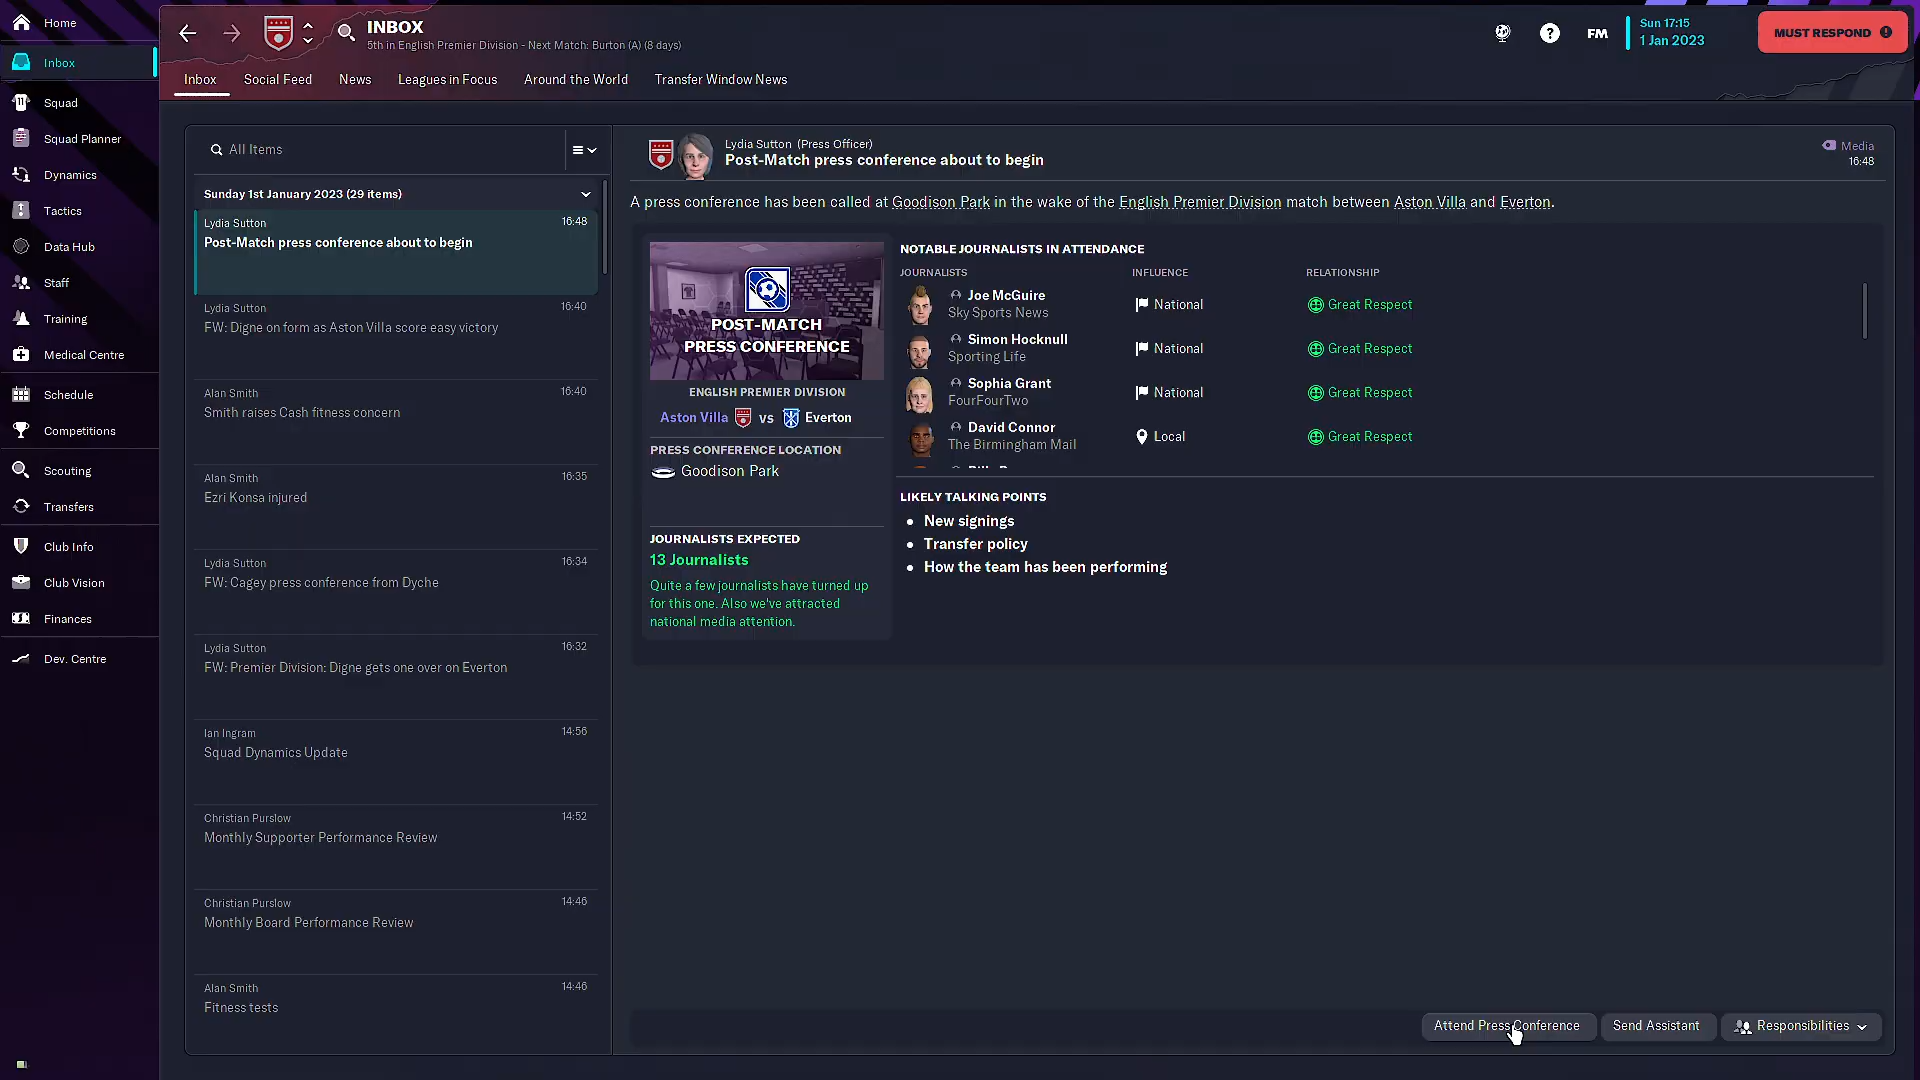 Home
Inbox
Squad
Squad Planner
Dynamics
Tactics
Data Hub
Staff
Training
Medical Centre
Schedule
Competitions
Scouting
Transfers
Club Info
Club Vision
Finances
Dev. Centre
INBOX
5th in English Premier Division - Next Match: Burton (A) (8 days)
FM
Sun 17:15
1 Jan 2023
MUST RESPOND
Inbox Social Feed News Leagues in Focus Around the World Transfer Window News
All Items
Sunday 1st January 2023 (29 items)
Lydia Sutton 16:48
Post-Match press conference about to begin
Lydia Sutton 16:40
FW: Digne on form as Aston Villa score easy victory
Alan Smith 16:40
Smith raises Cash fitness concern
Alan Smith 16:35
Ezri Konsa injured
Lydia Sutton 16:34
FW: Cagey press conference from Dyche
Lydia Sutton 16:32
FW: Premier Division: Digne gets one over on Everton
Ian Ingram 14:56
Squad Dynamics Update
Christian Purslow 14:52
Monthly Supporter Performance Review
Christian Purslow 14:46
Monthly Board Performance Review
Alan Smith 14:46
Fitness tests
Lydia Sutton (Press Officer)
Post-Match press conference about to begin
Media
16:48
A press conference has been called at Goodison Park in the wake of the English Premier Division match between Aston Villa and Everton.
POST-MATCH
PRESS CONFERENCE
ENGLISH PREMIER DIVISION
Aston Villa vs Everton
PRESS CONFERENCE LOCATION
Goodison Park
JOURNALISTS EXPECTED
13 Journalists
Quite a few journalists have turned up
for this one. Also we've attracted
national media attention.
NOTABLE JOURNALISTS IN ATTENDANCE
JOURNALISTS INFLUENCE RELATIONSHIP
Joe McGuire
Sky Sports News
National Great Respect
Simon Hocknull
Sporting Life
National Great Respect
Sophia Grant
FourFourTwo
National Great Respect
David Connor
The Birmingham Mail
Local Great Respect
LIKELY TALKING POINTS
• New signings
• Transfer policy
• How the team has been performing
Attend Press Conference Send Assistant Responsibilities